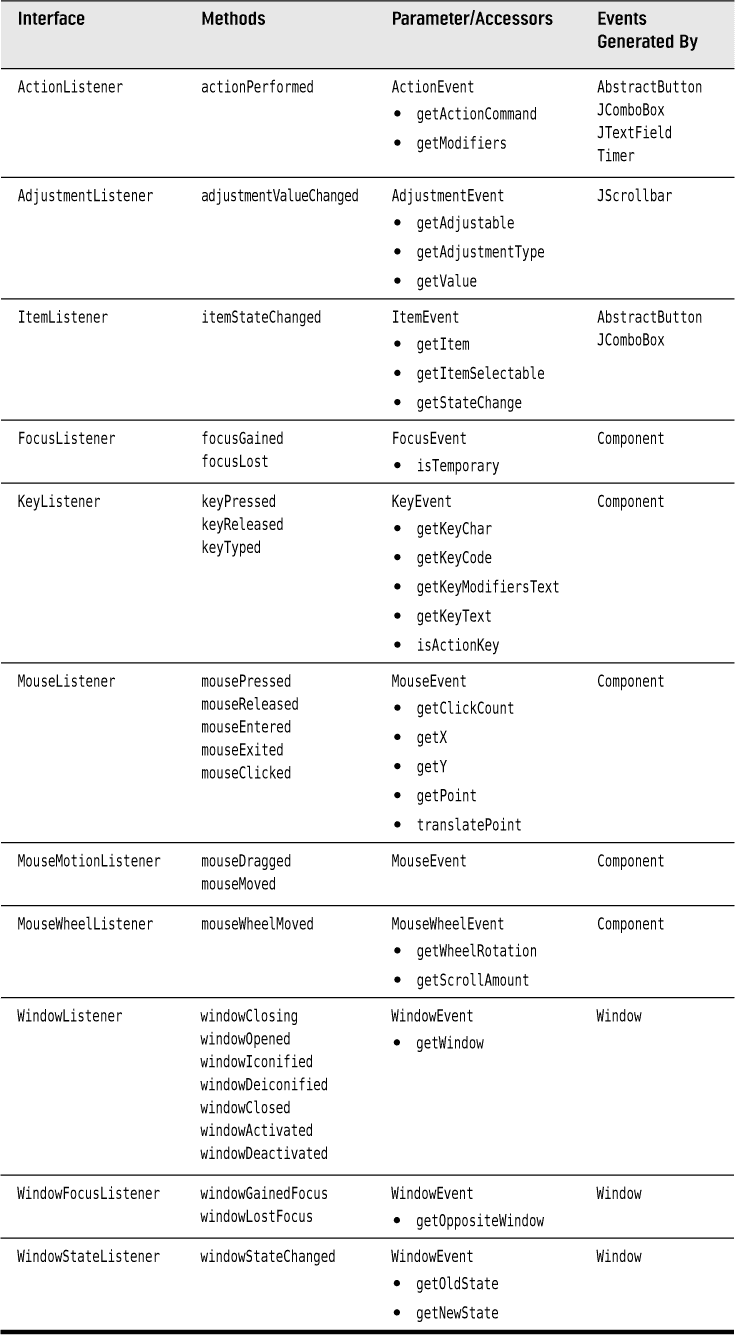 Interface Methods Parameter/Accessors Events
Generated By
ActionListener actionPerformed ActionEvent AbstractButton
• getActionCommand JComboBox
• getModifiers JTextField
Timer
AdjustmentListener adjustmentValueChanged AdjustmentEvent JScrollbar
• getAdjustable
• getAdjustmentType
• getValue
ItemListener itemStateChanged ItemEvent AbstractButton
• getItem JComboBox
• getItemSelectable
• getStateChange
FocusListener focusGained FocusEvent Component
focusLost • isTemporary
KeyListener keyPressed KeyEvent Component
keyReleased • getKeyChar
keyTyped • getKeyCode
• getKeyModifiersText
• getKeyText
• isActionKey
MouseListener mousePressed MouseEvent Component
mouseReleased • getClickCount
mouseEntered • getX
mouseExited • getY
mouseClicked • getPoint
• translatePoint
MouseMotionListener mouseDragged MouseEvent Component
mouseMoved
MouseWheelListener mouseWheelMoved MouseWheelEvent Component
• getWheelRotation
• getScrollAmount
WindowListener windowClosing WindowEvent Window
windowOpened • getWindow
windowIconified
windowDeiconified
windowClosed
windowActivated
windowDeactivated
WindowFocusListener windowGainedFocus WindowEvent Window
windowLostFocus • getOppositeWindow
WindowStateListener windowStateChanged WindowEvent Window
• getOldState
• getNewState